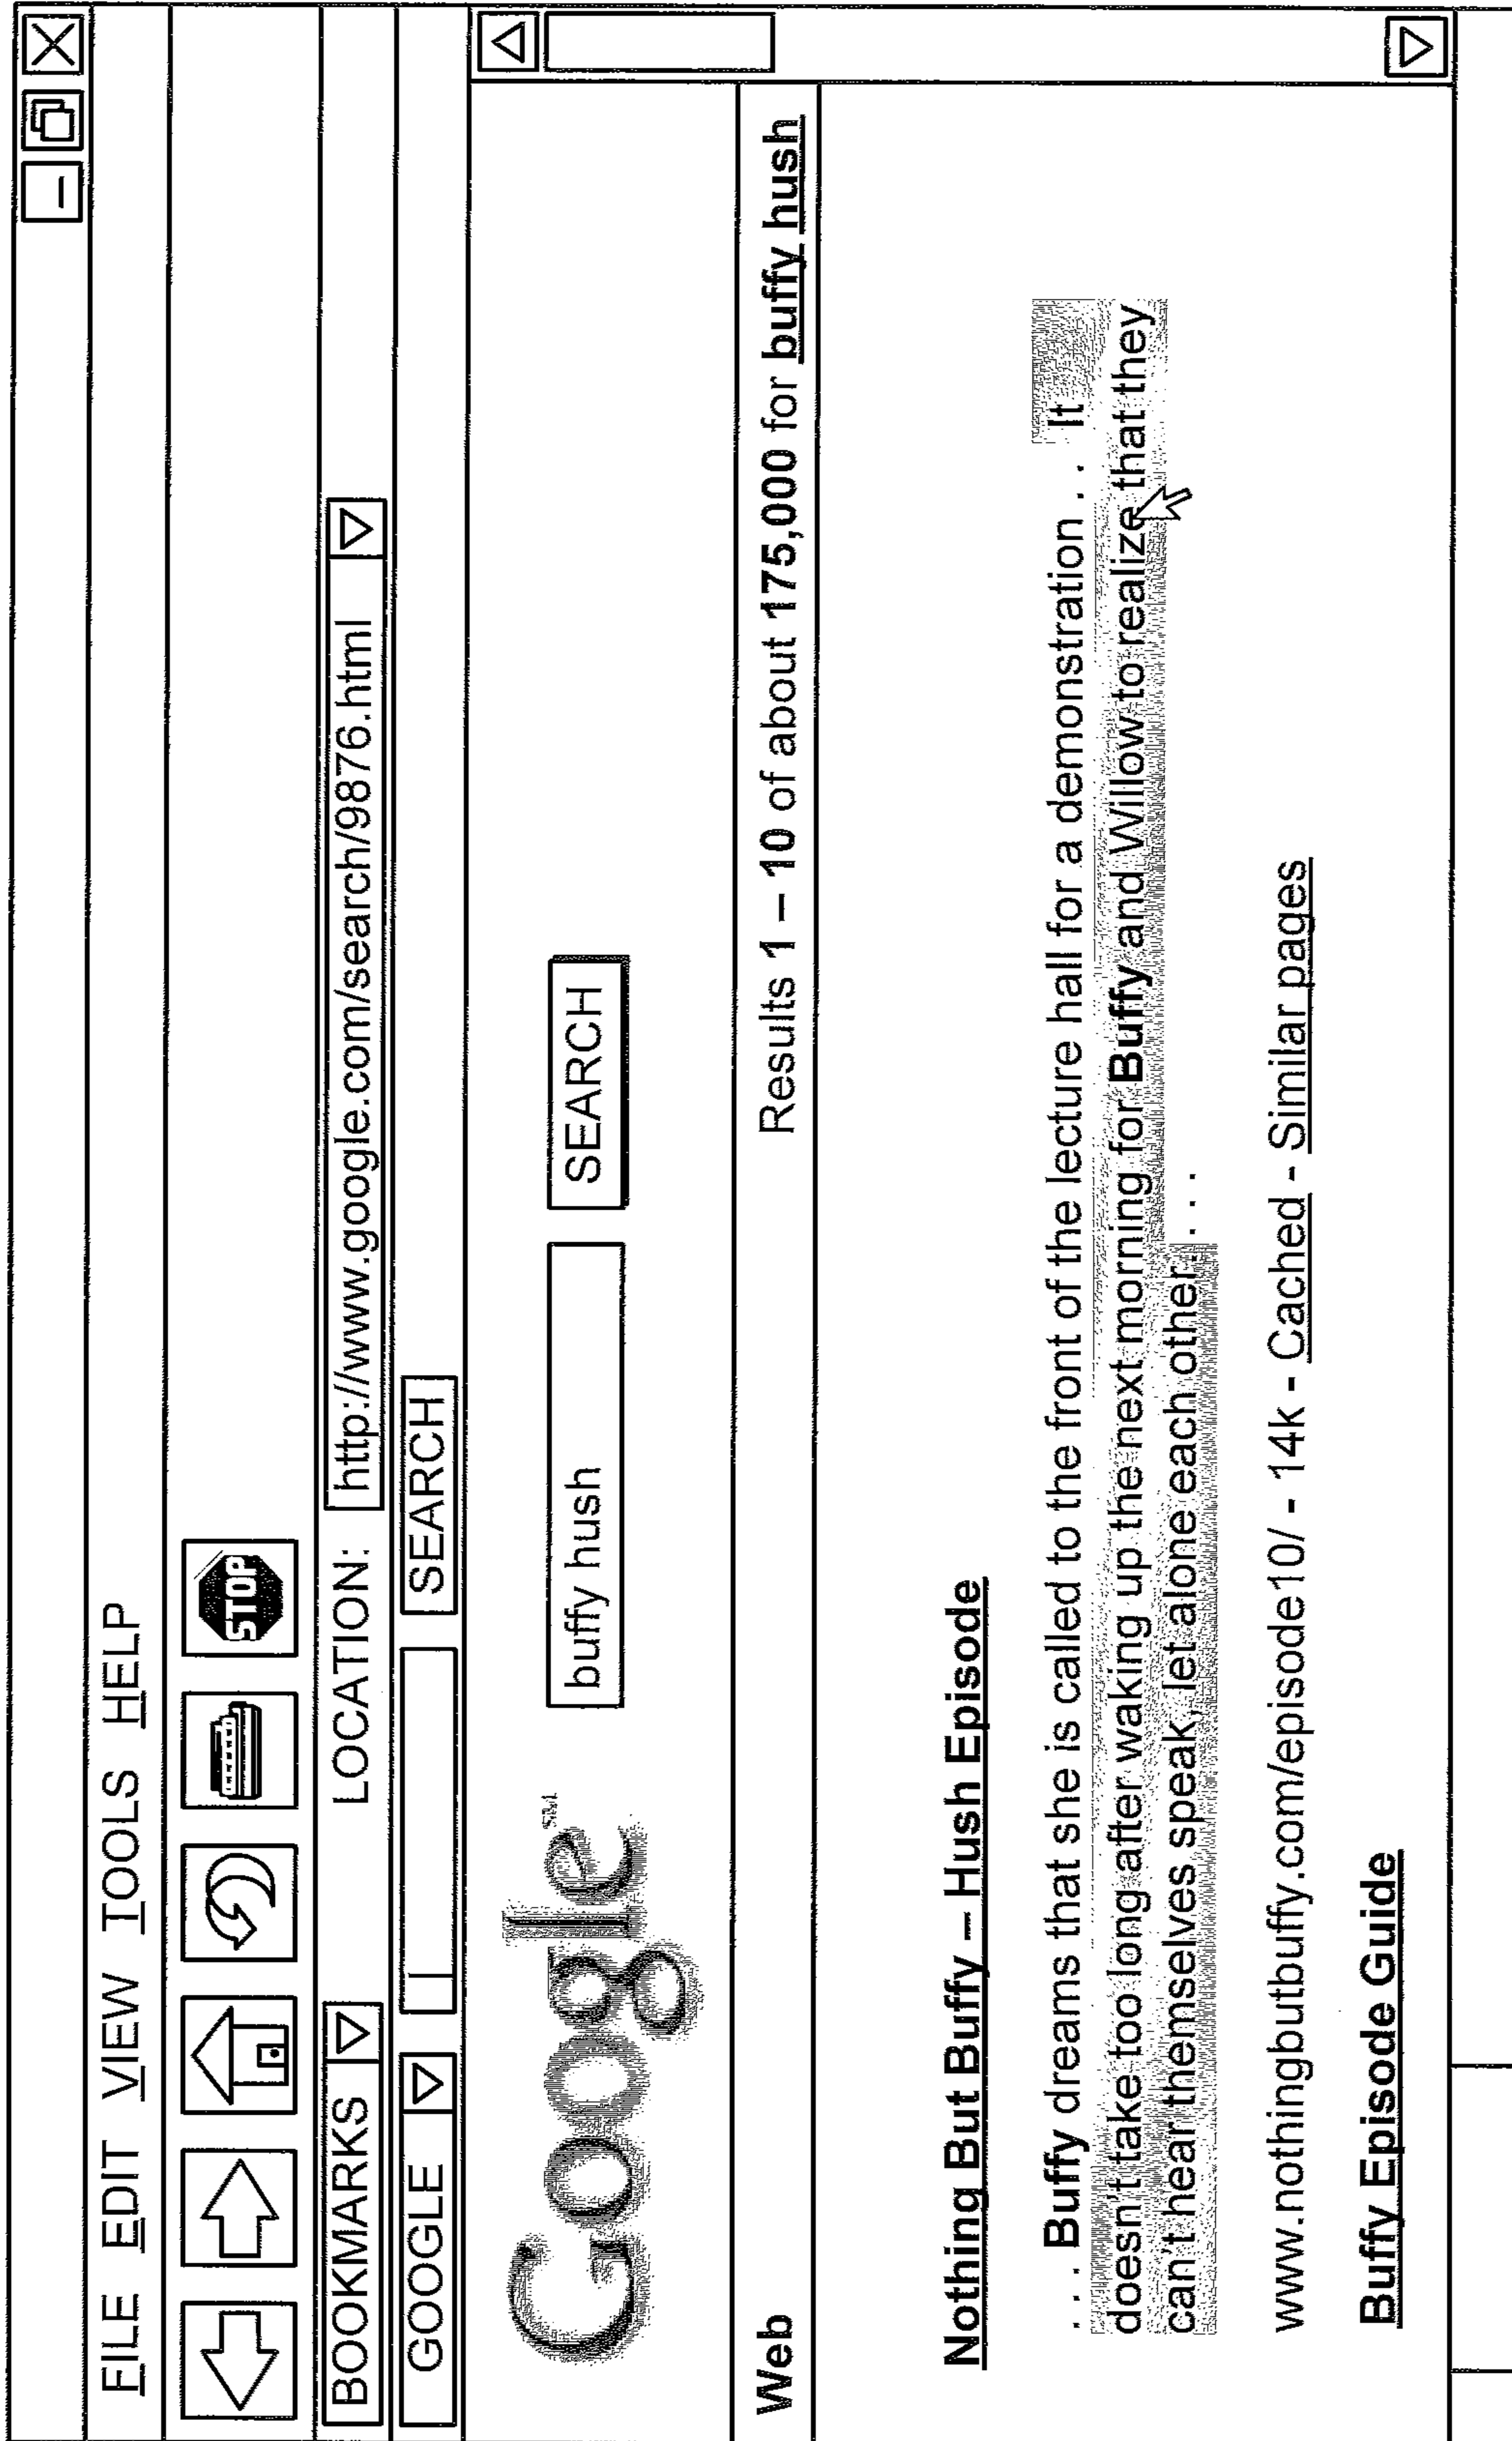 FILE EDIT VIEW TOOLS HELP
STOP
BOOKMARKS LOCATION: http://www.google.com/search/9876.html
GOOGLE SEARCH
Google SM buffy hush SEARCH
Web Results 1 – 10 of about 175,000 for buffy hush
Nothing But Buffy – Hush Episode
. . . Buffy dreams that she is called to the front of the lecture hall for a demonstration . . . It
doesn't take too long after waking up the next morning for Buffy and Willow to realize that they
can't hear themselves speak, let alone each other. . . .
www.nothingbutbuffy.com/episode10/ - 14k - Cached - Similar pages
Buffy Episode Guide